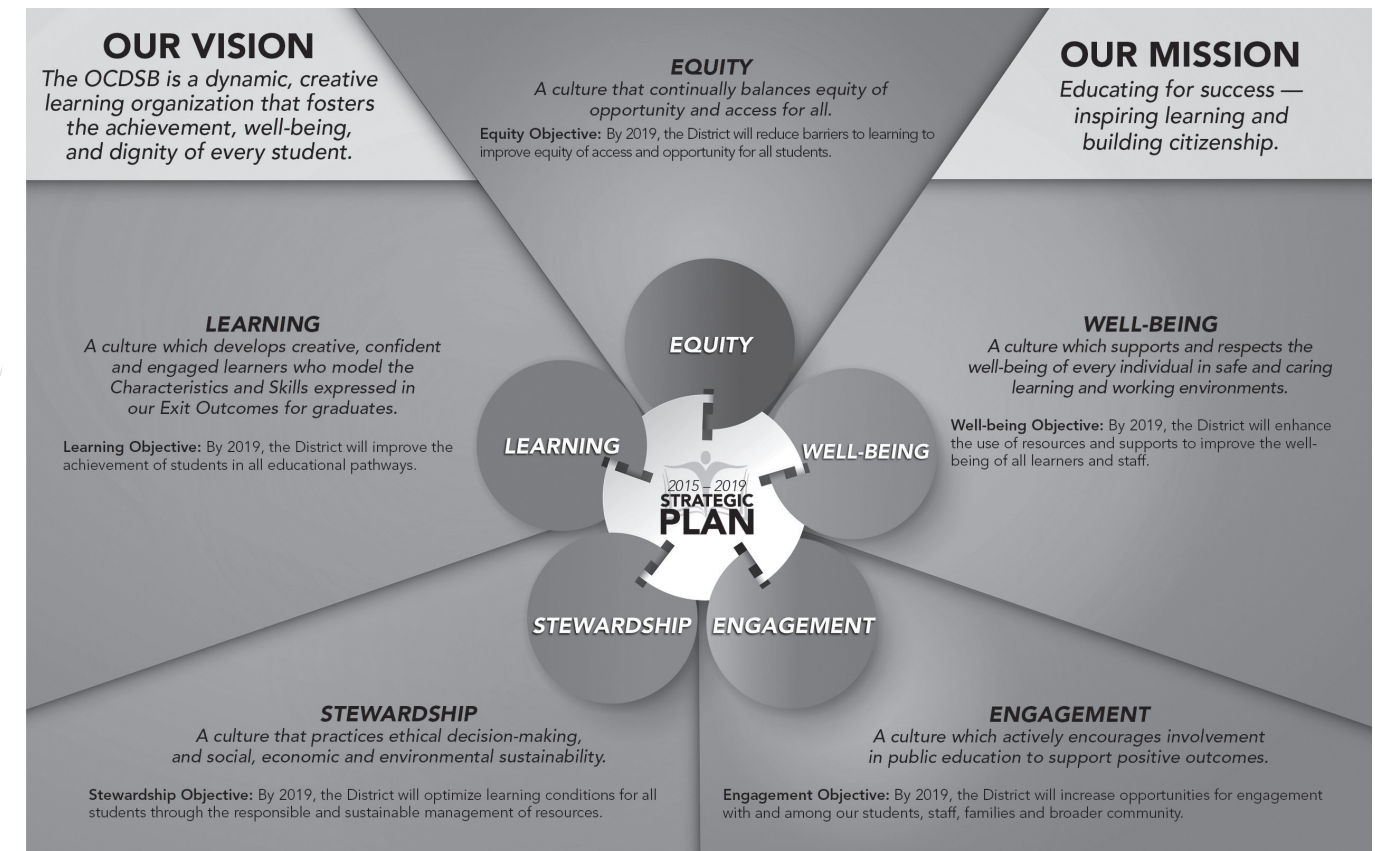 OUR VISION
The OCDSB is a dynamic, creative
learning organization that fosters
the achievement, well-being,
and dignity of every student.
EQUITY
A culture that continually balances equity of
opportunity and access for all.
Equity Objective: By 2019, the District will reduce barriers to learning to
improve equity of access and opportunity for all students.
OUR MISSION
Educating for success —
inspiring learning and
building citizenship.
LEARNING
A culture which develops creative, confident
and engaged learners who model the
Characteristics and Skills expressed in
our Exit Outcomes for graduates.
Learning Objective: By 2019, the District will improve the
achievement of students in all educational pathways.
EQUITY
LEARNING
WELL-BEING
2015 – 2019
STRATEGIC
PLAN
STEWARDSHIP
ENGAGEMENT
WELL-BEING
A culture which supports and respects the
well-being of every individual in safe and caring
learning and working environments.
Well-being Objective: By 2019, the District will enhance
the use of resources and supports to improve the well-
being of all learners and staff.
STEWARDSHIP
A culture that practices ethical decision-making,
and social, economic and environmental sustainability.
Stewardship Objective: By 2019, the District will optimize learning conditions for all
students through the responsible and sustainable management of resources.
ENGAGEMENT
A culture which actively encourages involvement
in public education to support positive outcomes.
Engagement Objective: By 2019, the District will increase opportunities for engagement
with and among our students, staff, families and broader community.